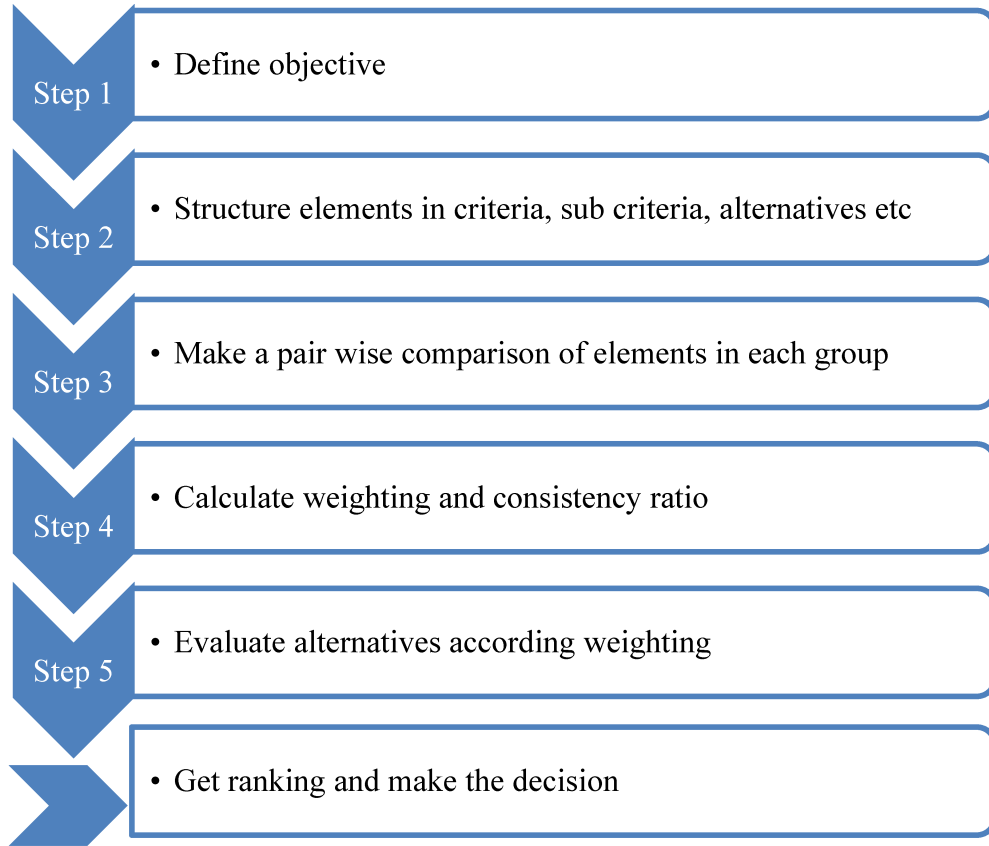 Step 1
• Define objective
Step 2
• Structure elements in criteria, sub criteria, alternatives etc
Step 3
• Make a pair wise comparison of elements in each group
Step 4
• Calculate weighting and consistency ratio
Step 5
• Evaluate alternatives according weighting
• Get ranking and make the decision